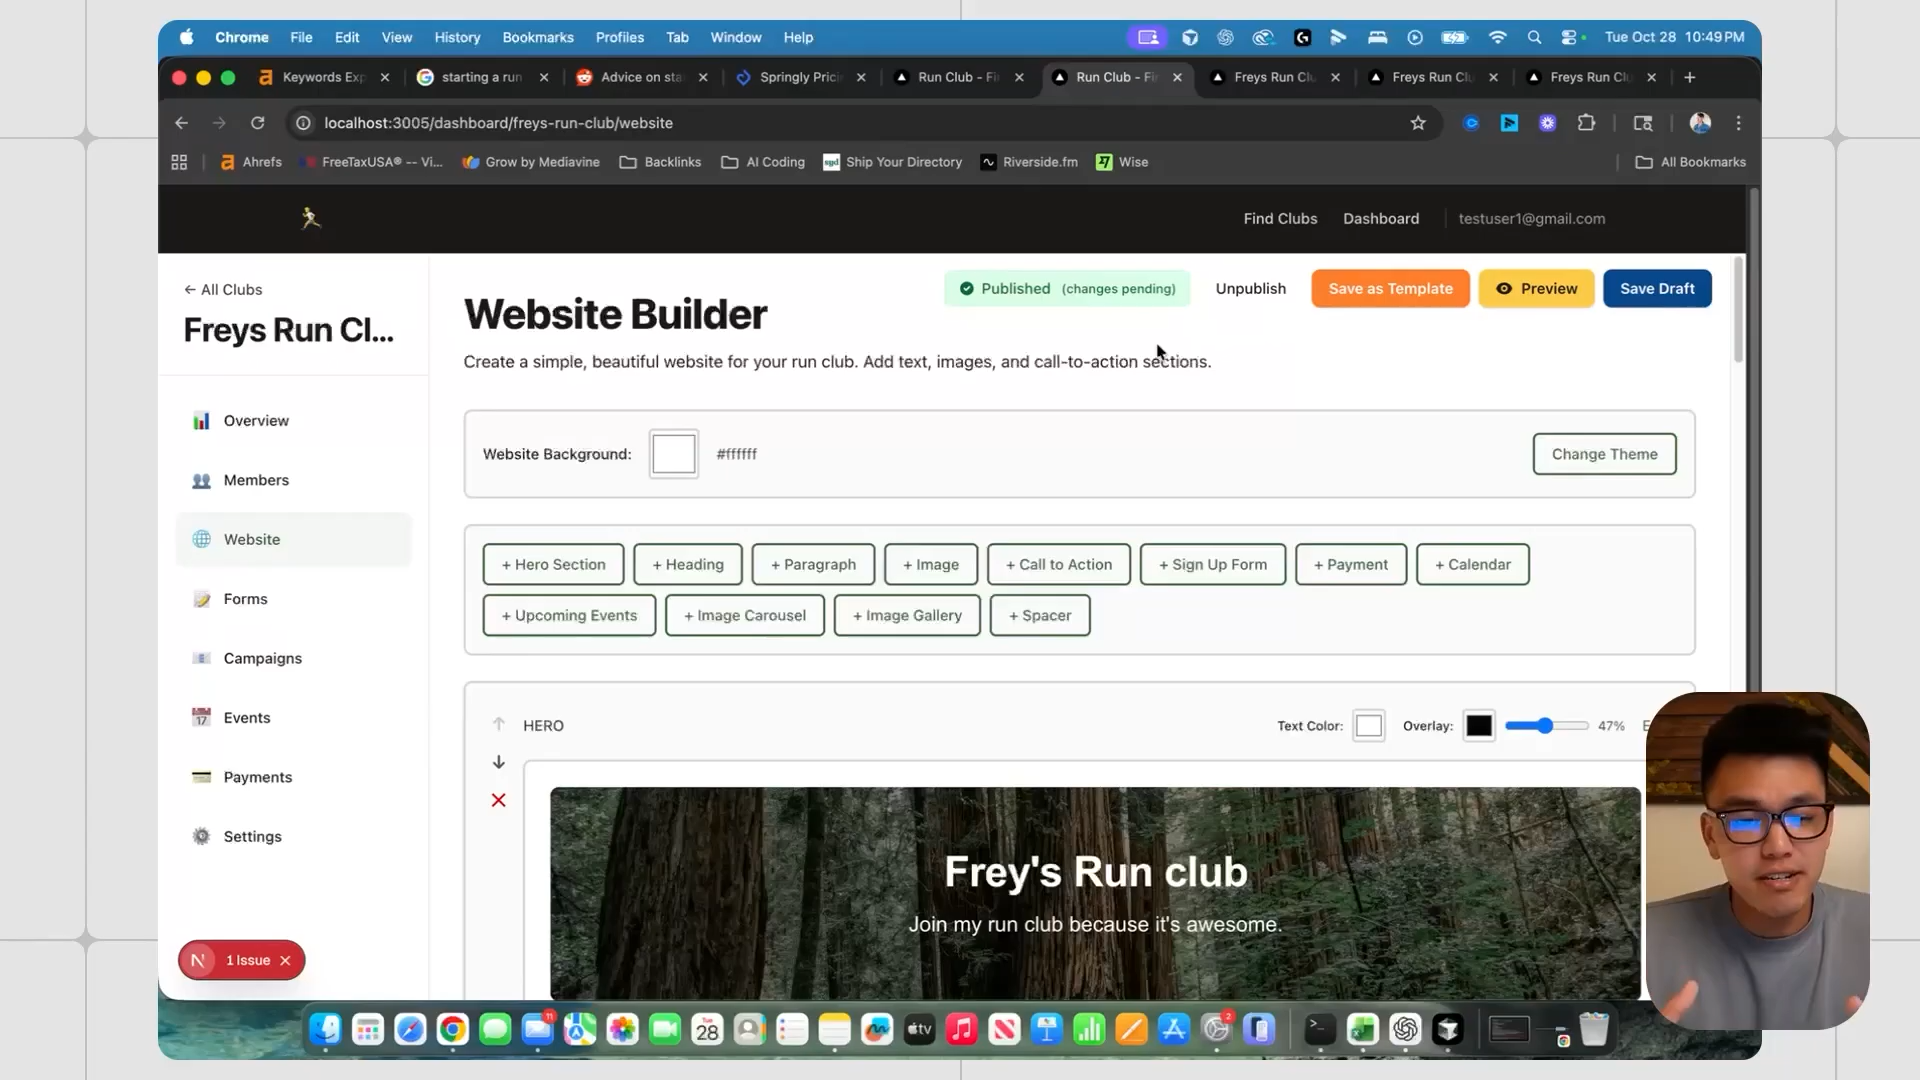 Chrome File Edit View History Bookmarks Profiles Tab Window Help Tue Oct 28 10:49 PM
Keywords Exp starting a run Advice on sta Springly Prici Run Club - Fi Run Club - Fi Freys Run Clu Freys Run Clu Freys Run Clu
localhost:3005/dashboard/freys-run-club/website
Ahrefs FreeTaxUSA® -- Vi... Grow by Mediavine Backlinks AI Coding syd Ship Your Directory Riverside.fm Wise All Bookmarks
Find Clubs Dashboard testuser1@gmail.com
← All Clubs
Freys Run Cl...
Overview
Members
Website
Forms
Campaigns
Events
Payments
Settings
N 1 Issue
Website Builder
Published (changes pending) Unpublish Save as Template Preview Save Draft
Create a simple, beautiful website for your run club. Add text, images, and call-to-action sections.
Website Background: #ffffff Change Theme
+ Hero Section + Heading + Paragraph + Image + Call to Action + Sign Up Form + Payment + Calendar
+ Upcoming Events + Image Carousel + Image Gallery + Spacer
HERO Text Color: Overlay: 47%
Frey's Run club
Join my run club because it's awesome.
11 28 tv 2